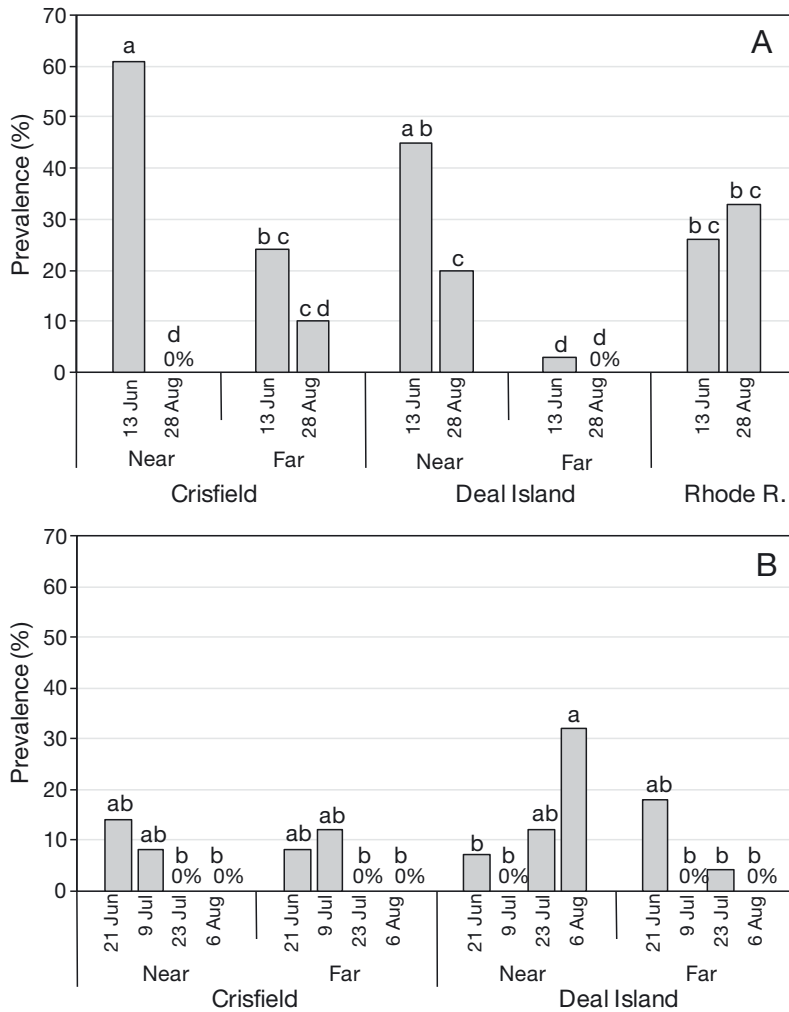 A
Prevalence (%)
70
60
50
40
30
20
10
0
a
d
0%
b c
c d
a b
c
d
d
0%
b c
b c
13 Jun
28 Aug
13 Jun
28 Aug
13 Jun
28 Aug
13 Jun
28 Aug
13 Jun
28 Aug
Near Far Near Far
Crisfield Deal Island Rhode R.
B
Prevalence (%)
70
60
50
40
30
20
10
0
ab
ab
b
0%
b
0%
ab
ab
b
0%
b
0%
b
b
0%
ab
a
ab
b
0%
b
b
0%
21 Jun
9 Jul
23 Jul
6 Aug
21 Jun
9 Jul
23 Jul
6 Aug
21 Jun
9 Jul
23 Jul
6 Aug
21 Jun
9 Jul
23 Jul
6 Aug
Near Far Near Far
Crisfield Deal Island